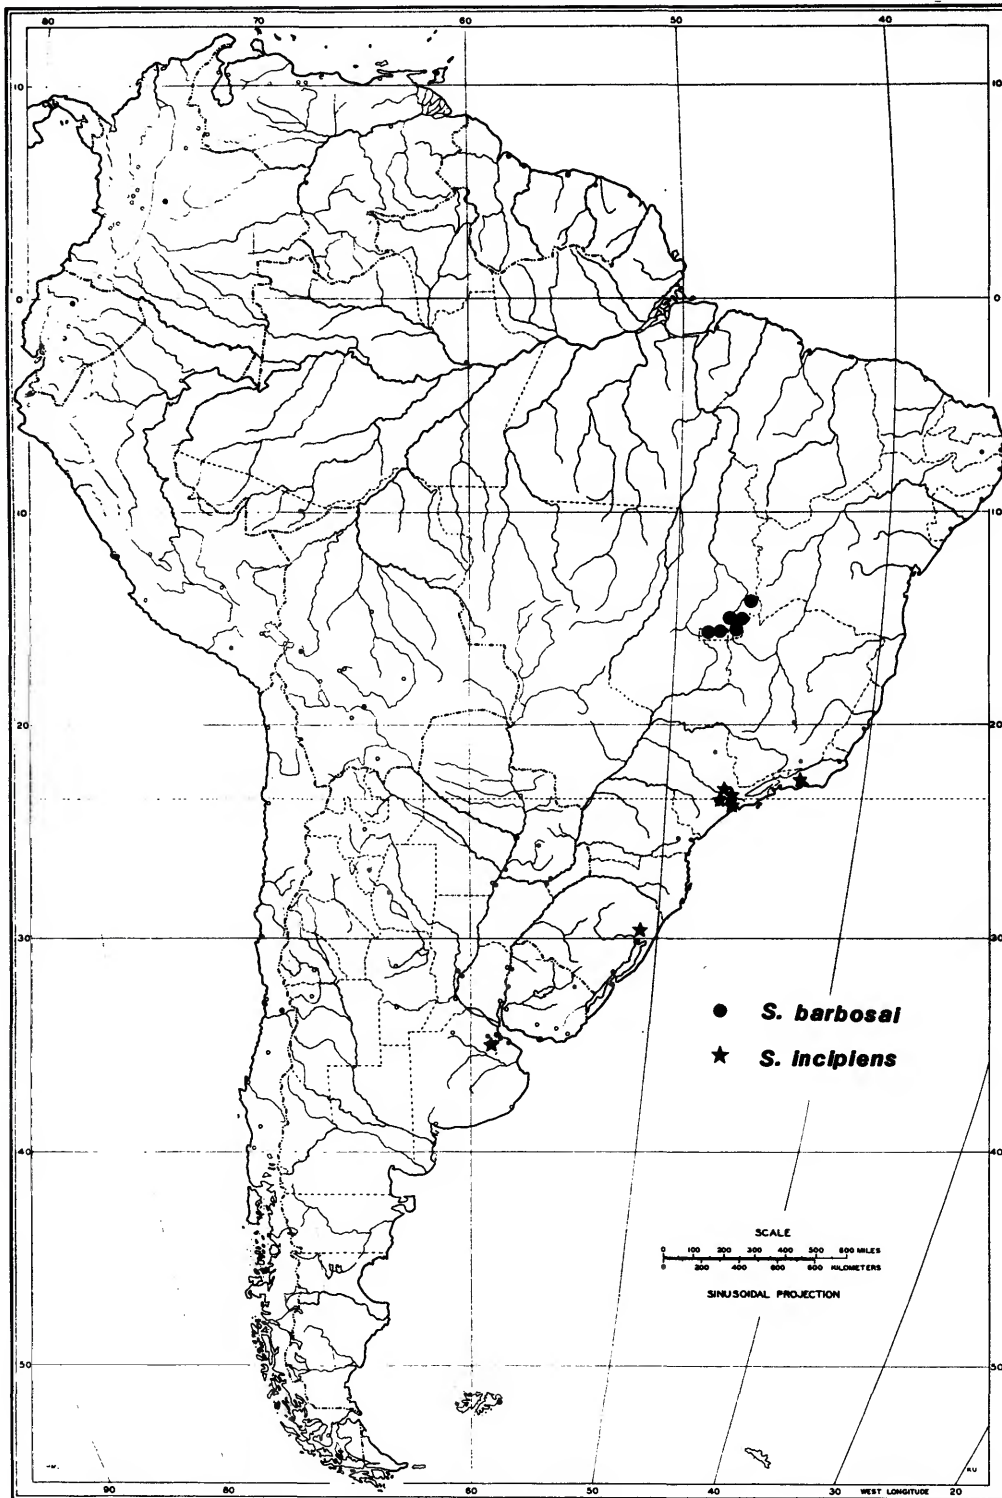 80 70 60 50 40
10 10
0 0
10 10
20 20
30 30
S. barbosai
S. incipiens
40 40
SCALE
0 100 200 300 400 500 600 MILES
0 200 400 600 800 KILOMETERS
SINUSOIDAL PROJECTION
50 50
KU
90 80 70 60 50 40 30 WEST LONGITUDE 20